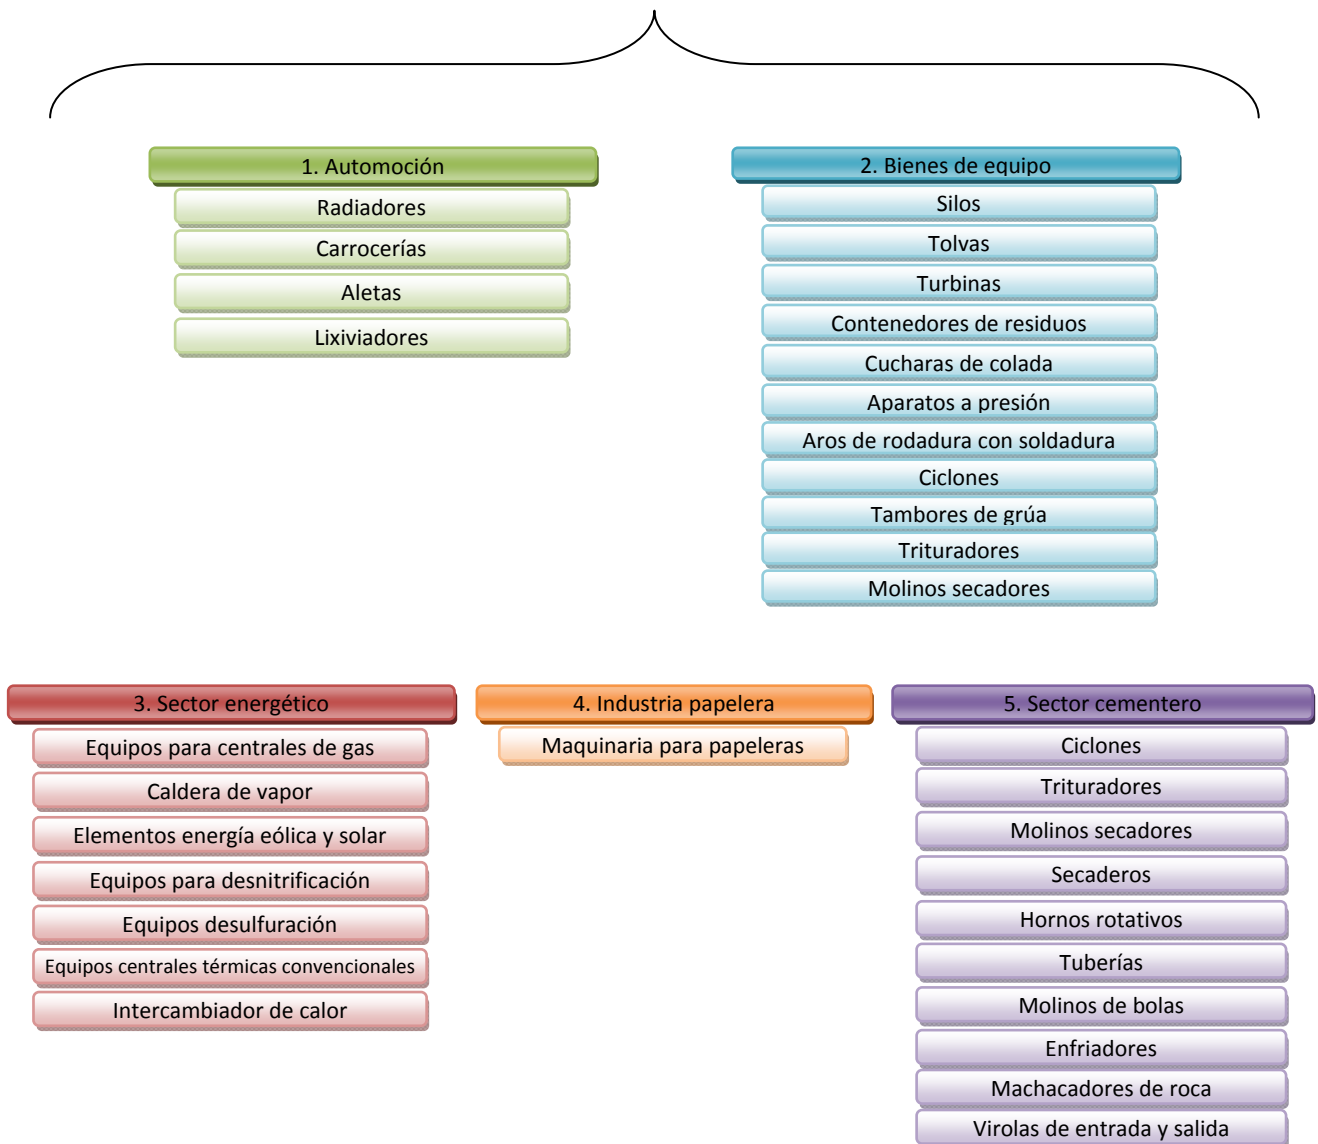 1. Automoción
Radiadores
Carrocerías
Aletas
Lixiviadores
2. Bienes de equipo
Silos
Tolvas
Turbinas
Contenedores de residuos
Cucharas de colada
Aparatos a presión
Aros de rodadura con soldadura
Ciclones
Tambores de grúa
Trituradores
Molinos secadores
3. Sector energético
Equipos para centrales de gas
Caldera de vapor
Elementos energía eólica y solar
Equipos para desnitrificación
Equipos desulfuración
Equipos centrales térmicas convencionales
Intercambiador de calor
4. Industria papelera
Maquinaria para papeleras
5. Sector cementero
Ciclones
Trituradores
Molinos secadores
Secaderos
Hornos rotativos
Tuberías
Molinos de bolas
Enfriadores
Machacadores de roca
Virolas de entrada y salida